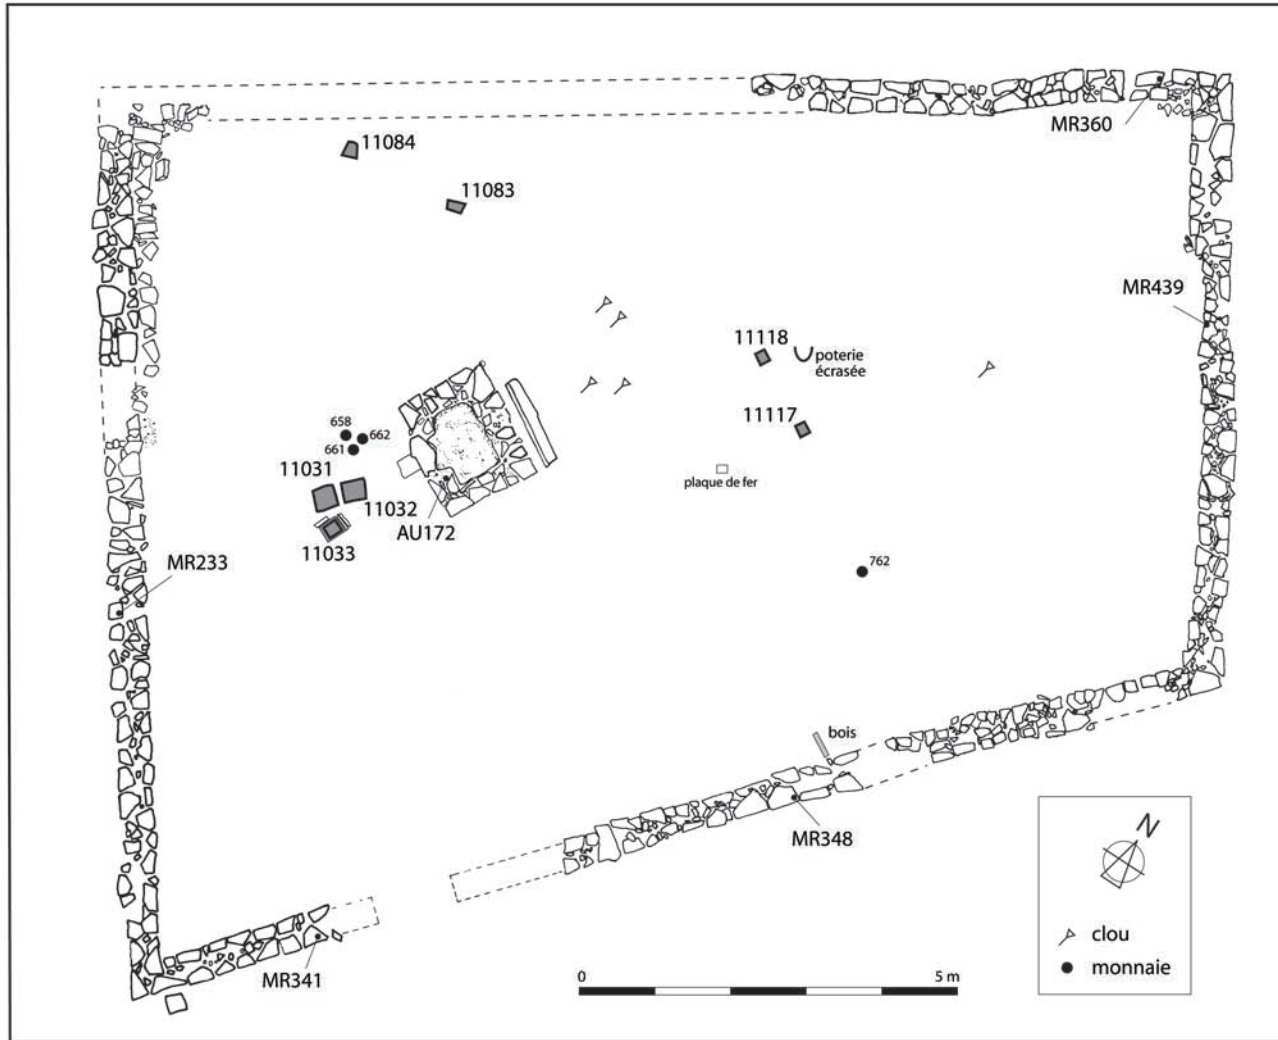 MR360
11084
11083
MR439
11118
poterie
écrasée
11117
658
662
661
11031
plaque de fer
11032
AU172
11033
MR233
762
bois
MR348
N
clou
monnaie
MR341
0
5 m